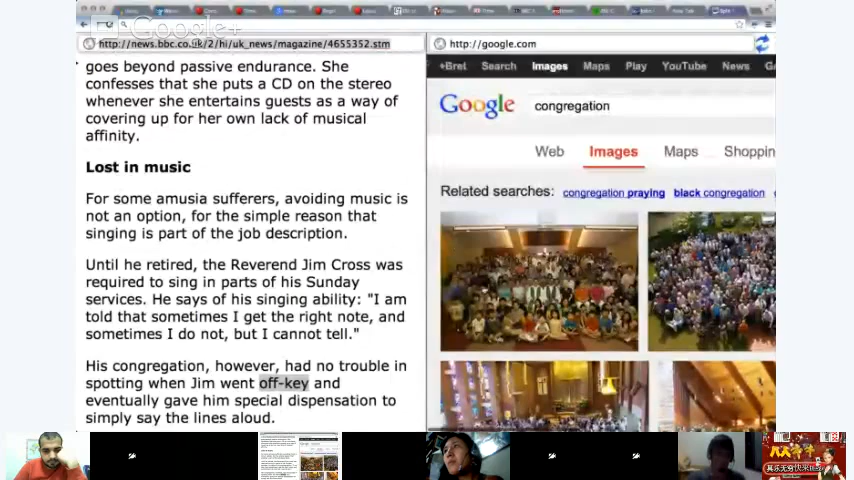 Google+
http://news.bbc.co.uk/2/hi/uk_news/magazine/4655352.stm
goes beyond passive endurance. She
confesses that she puts a CD on the stereo
whenever she entertains guests as a way of
covering up for her own lack of musical
affinity.
Lost in music
For some amusia sufferers, avoiding music is
not an option, for the simple reason that
singing is part of the job description.
Until he retired, the Reverend Jim Cross was
required to sing in parts of his Sunday
services. He says of his singing ability: "I am
told that sometimes I get the right note, and
sometimes I do not, but I cannot tell."
His congregation, however, had no trouble in
spotting when Jim went off-key and
eventually gave him special dispensation to
simply say the lines aloud.
http://google.com
+Bret Search Images Maps Play YouTube News
Google congregation
Web Images Maps Shoppin
Related searches: congregation praying black congregation